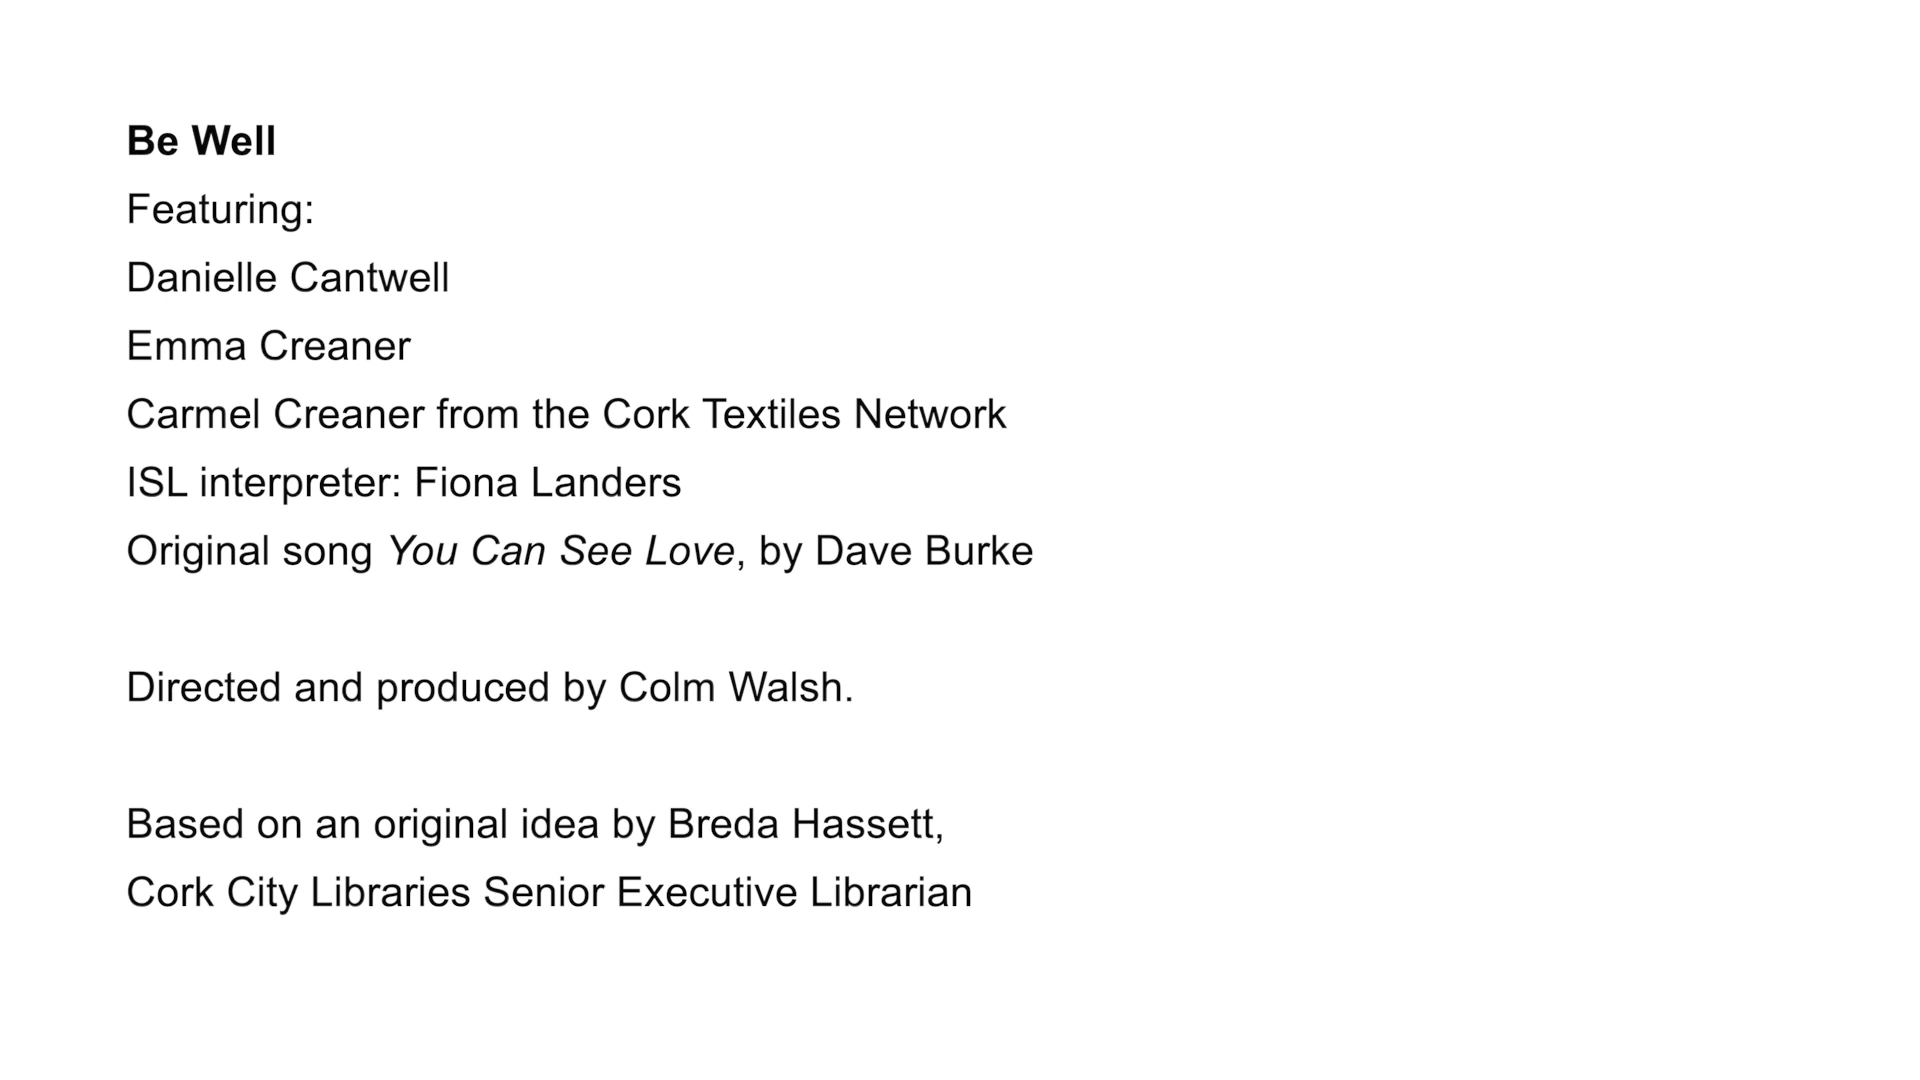 Be Well
Featuring:
Danielle Cantwell
Emma Creaner
Carmel Creaner from the Cork Textiles Network
ISL interpreter: Fiona Landers
Original song You Can See Love, by Dave Burke
Directed and produced by Colm Walsh.
Based on an original idea by Breda Hassett,
Cork City Libraries Senior Executive Librarian